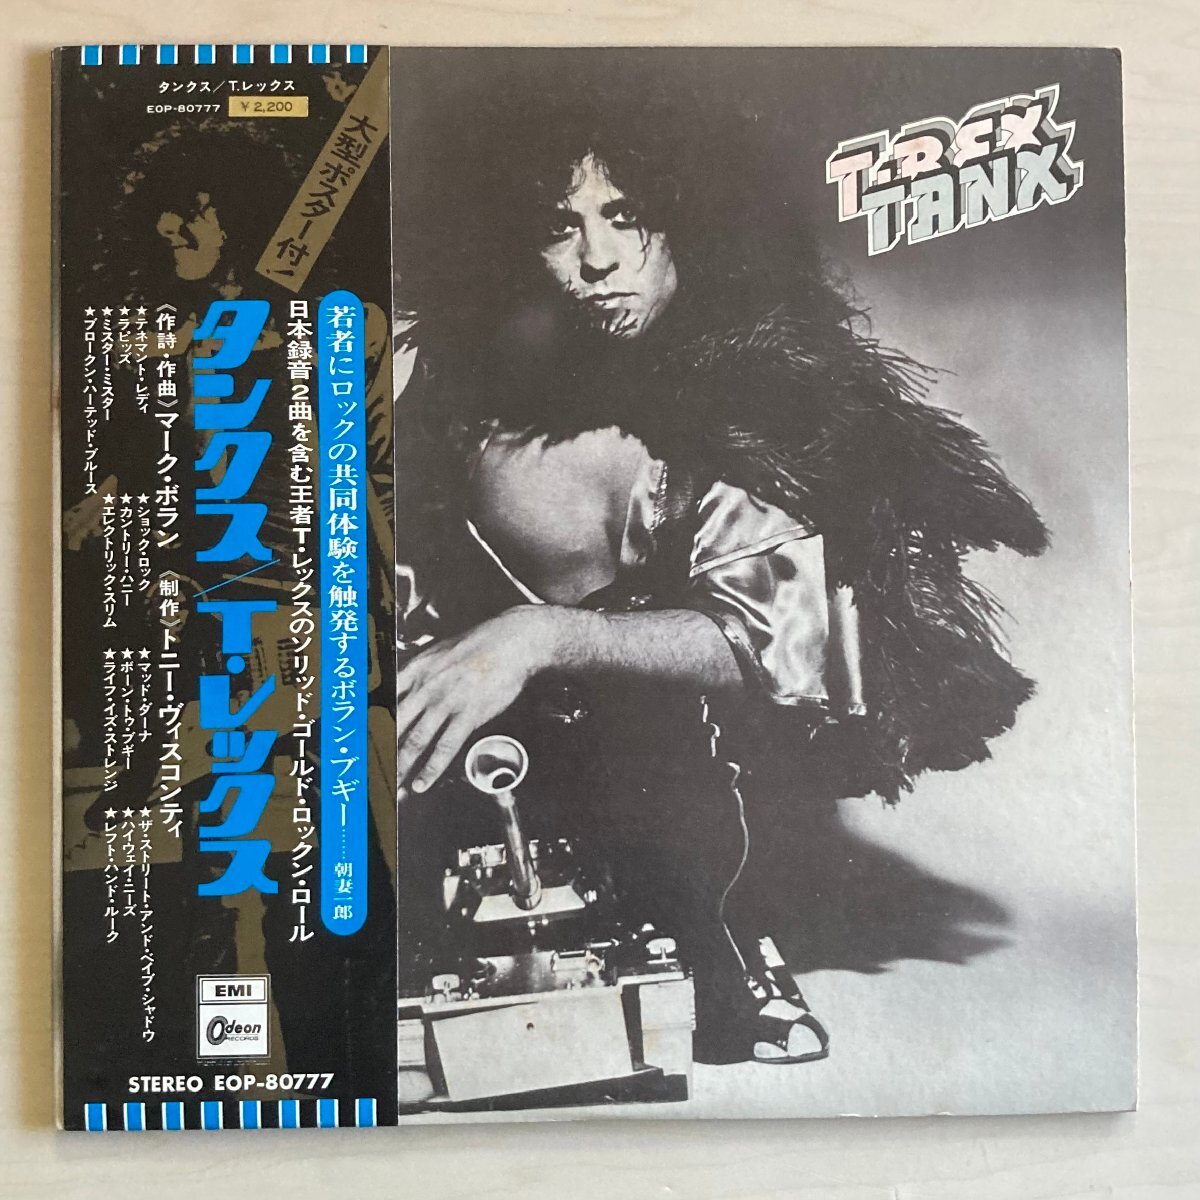 タンクス/T.レックス
EOP-80777 ￥2,200
大型ポスター付!
若者にロックの共同体験を触発するボラン・ブギー……朝妻一郎
日本録音2曲を含む王者T・レックスのソリッド・ゴールド・ロックン・ロール
タンクス/T・レックス
《作詩・作曲》マーク・ボラン 《制作》トニー・ヴィスコンティ
★テネマント・レディ
★ラピッズ
★ミスター・ミスター
★ブロークン・ハーテッド・ブルース
★ショック・ロック
★カントリー・ハニー
★エレクトリック・スリム
★マッド・ダーナ
★ボーン・トゥ・ブギー
★ライフ・イズ・ストレンジ
★ザ・ストリート・アンド・ベイブ・シャドウ
★ハイウェイ・ニーズ
★レフト・ハンド・ルーク
EMI
Odeon
RECORDS
STEREO EOP-80777
T・REX
TANX